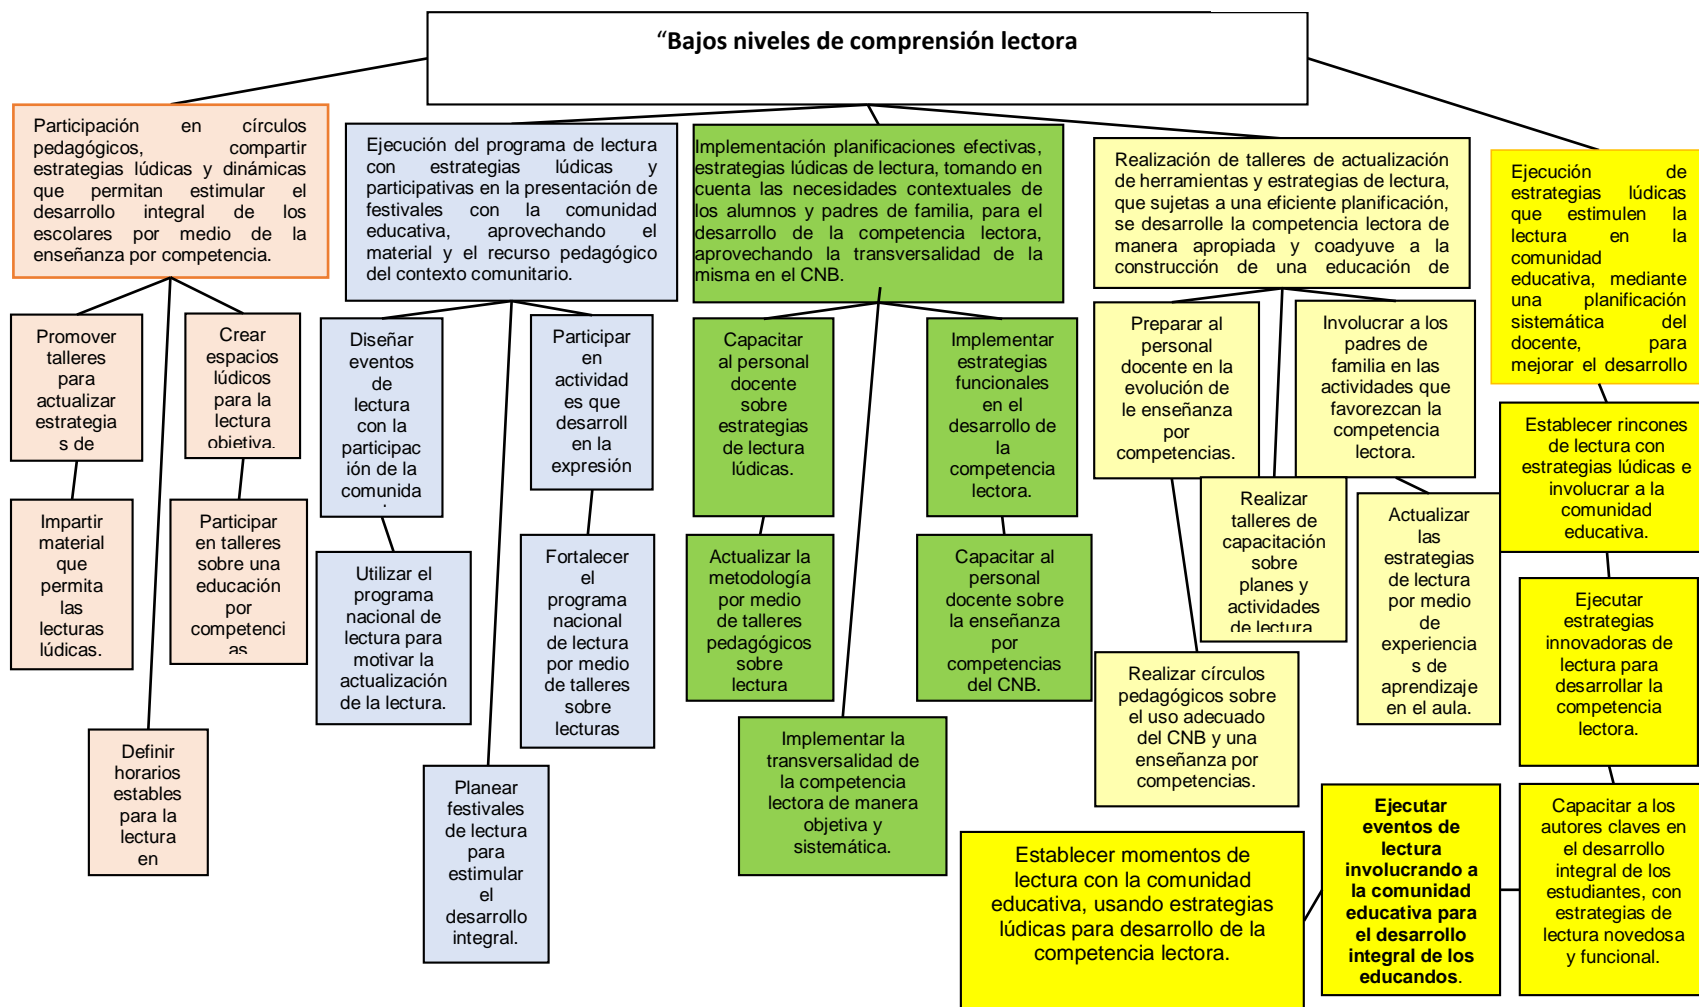 “Bajos niveles de comprensión lectora
Participación en círculos
pedagógicos, compartir
estrategias lúdicas y dinámicas
que permitan estimular el
desarrollo integral de los
escolares por medio de la
enseñanza por competencia.
Ejecución del programa de lectura
con estrategias lúdicas y
participativas en la presentación de
festivales con la comunidad
educativa, aprovechando el
material y el recurso pedagógico
del contexto comunitario.
Implementación planificaciones efectivas,
estrategias lúdicas de lectura, tomando en
cuenta las necesidades contextuales de
los alumnos y padres de familia, para el
desarrollo de la competencia lectora,
aprovechando la transversalidad de la
misma en el CNB.
Realización de talleres de actualización
de herramientas y estrategias de lectura,
que sujetas a una eficiente planificación,
se desarrolle la competencia lectora de
manera apropiada y coadyuve a la
construcción de una educación de
Ejecución de
estrategias lúdicas
que estimulen la
lectura en la
comunidad
educativa, mediante
una planificación
sistemática del
docente, para
mejorar el desarrollo
Promover
talleres
para
actualizar
estrategia
s de
Crear
espacios
lúdicos
para la
lectura
objetiva.
Diseñar
eventos
de
lectura
con la
participac
ión de la
comunida
Participar
en
actividad
es que
desarroll
en la
expresión
Capacitar
al personal
docente
sobre
estrategias
de lectura
lúdicas.
Implementar
estrategias
funcionales
en el
desarrollo de
la
competencia
lectora.
Preparar al
personal
docente en la
evolución de
le enseñanza
por
competencias.
Involucrar a los
padres de
familia en las
actividades que
favorezcan la
competencia
lectora.
Establecer rincones
de lectura con
estrategias lúdicas e
involucrar a la
comunidad
educativa.
Impartir
material
que
permita
las
lecturas
lúdicas.
Participar
en talleres
sobre una
educación
por
competenci
as
Utilizar el
programa
nacional de
lectura para
motivar la
actualización
de la lectura.
Fortalecer
el
programa
nacional
de lectura
por medio
de talleres
sobre
lecturas
Actualizar la
metodología
por medio
de talleres
pedagógicos
sobre
lectura
Capacitar al
personal
docente sobre
la enseñanza
por
competencias
del CNB.
Realizar
talleres de
capacitación
sobre
planes y
actividades
de lectura
Actualizar
las
estrategias
de lectura
por medio
de
experiencia
s de
aprendizaje
en el aula.
Ejecutar
estrategias
innovadoras de
lectura para
desarrollar la
competencia
lectora.
Definir
horarios
estables
para la
lectura
en
Planear
festivales
de lectura
para
estimular
el
desarrollo
integral.
Implementar la
transversalidad de
la competencia
lectora de manera
objetiva y
sistemática.
Realizar círculos
pedagógicos sobre
el uso adecuado
del CNB y una
enseñanza por
competencias.
Establecer momentos de
lectura con la comunidad
educativa, usando estrategias
lúdicas para desarrollo de la
competencia lectora.
Ejecutar
eventos de
lectura
involucrando a
la comunidad
educativa para
el desarrollo
integral de los
educandos.
Capacitar a los
autores claves en
el desarrollo
integral de los
estudiantes, con
estrategias de
lectura novedosa
y funcional.